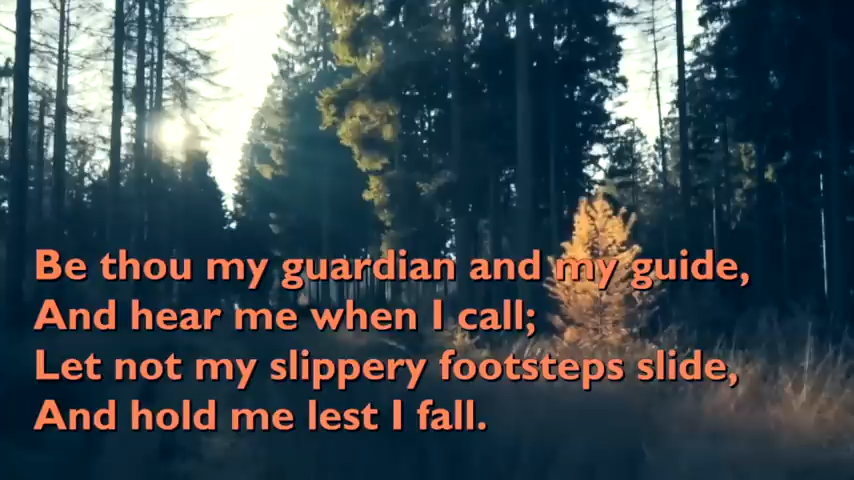 Be thou my guardian and my guide,
And hear me when I call;
Let not my slippery footsteps slide,
And hold me lest I fall.